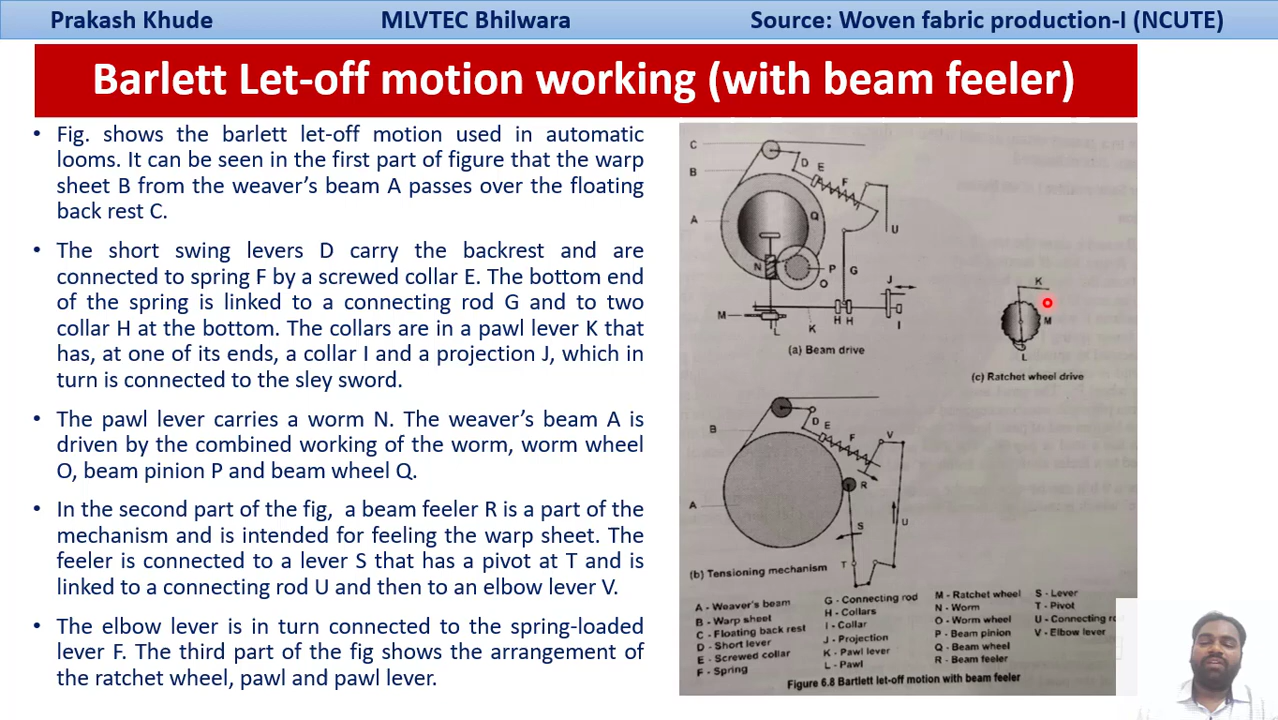 Prakash Khude MLVTEC Bhilwara Source: Woven fabric production-I (NCUTE)
Barlett Let-off motion working (with beam feeler)
• Fig. shows the barlett let-off motion used in automatic
looms. It can be seen in the first part of figure that the warp
sheet B from the weaver's beam A passes over the floating
back rest C.
• The short swing levers D carry the backrest and are
connected to spring F by a screwed collar E. The bottom end
of the spring is linked to a connecting rod G and to two
collar H at the bottom. The collars are in a pawl lever K that
has, at one of its ends, a collar I and a projection J, which in
turn is connected to the sley sword.
• The pawl lever carries a worm N. The weaver's beam A is
driven by the combined working of the worm, worm wheel
O, beam pinion P and beam wheel Q.
• In the second part of the fig, a beam feeler R is a part of the
mechanism and is intended for feeling the warp sheet. The
feeler is connected to a lever S that has a pivot at T and is
linked to a connecting rod U and then to an elbow lever V.
• The elbow lever is in turn connected to the spring-loaded
lever F. The third part of the fig shows the arrangement of
the ratchet wheel, pawl and pawl lever.
C
D E
B
F
A
Q
U
N
P
G
O
J
M
L
K
H H
I
(a) Beam drive
K
M
L
(c) Ratchet wheel drive
B
D E
F
V
R
A
S
U
T
(b) Tensioning mechanism
A - Weaver's beam
B - Warp sheet
C - Floating back rest
D - Short lever
E - Screwed collar
F - Spring
G - Connecting rod
H - Collars
I - Collar
J - Projection
K - Pawl lever
L - Pawl
M - Ratchet wheel
N - Worm
O - Worm wheel
P - Beam pinion
Q - Beam wheel
R - Beam feeler
S - Lever
T - Pivot
U - Connecting ro
V - Elbow lever
Figure 6.8 Bartlett let-off motion with beam feeler